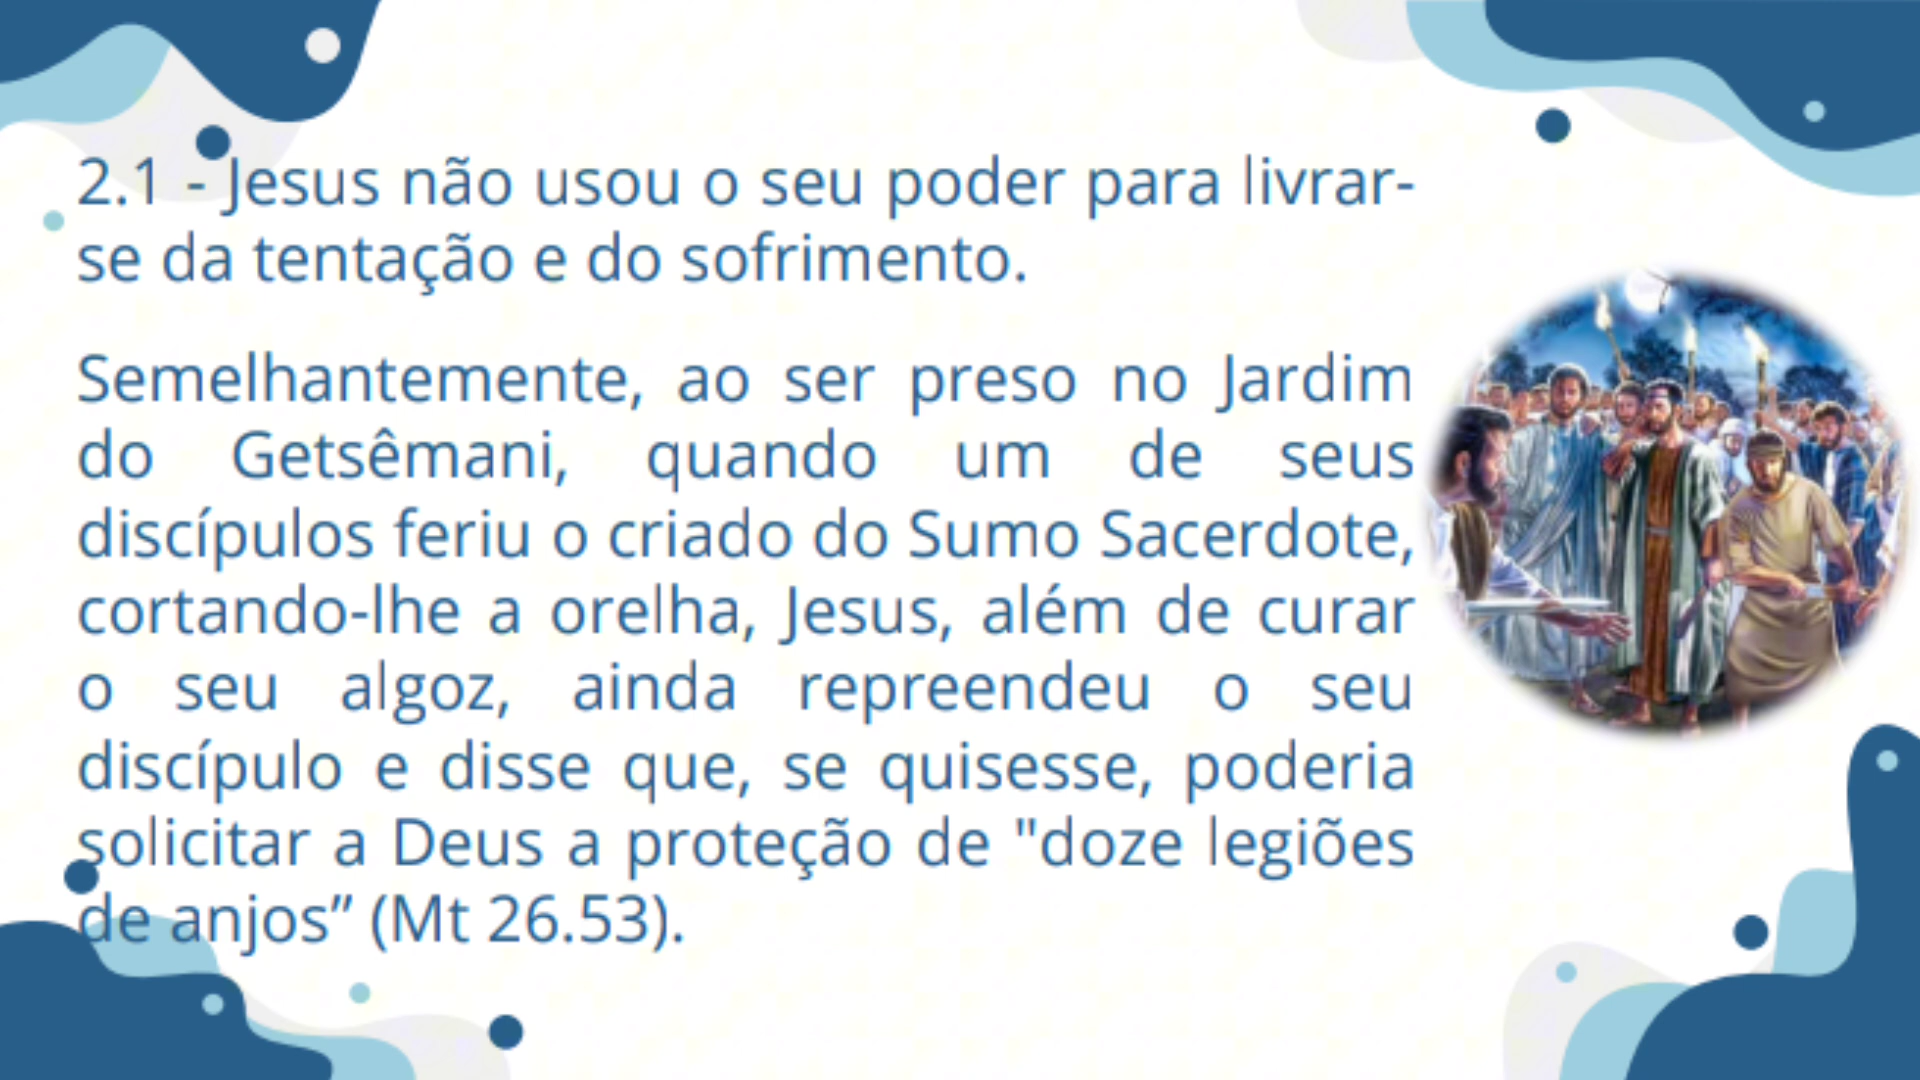 2.1 - Jesus não usou o seu poder para livrar-
se da tentação e do sofrimento.
Semelhantemente, ao ser preso no Jardim
do Getsêmani, quando um de seus
discípulos feriu o criado do Sumo Sacerdote,
cortando-lhe a orelha, Jesus, além de curar
o seu algoz, ainda repreendeu o seu
discípulo e disse que, se quisesse, poderia
solicitar a Deus a proteção de "doze legiões
de anjos” (Mt 26.53).